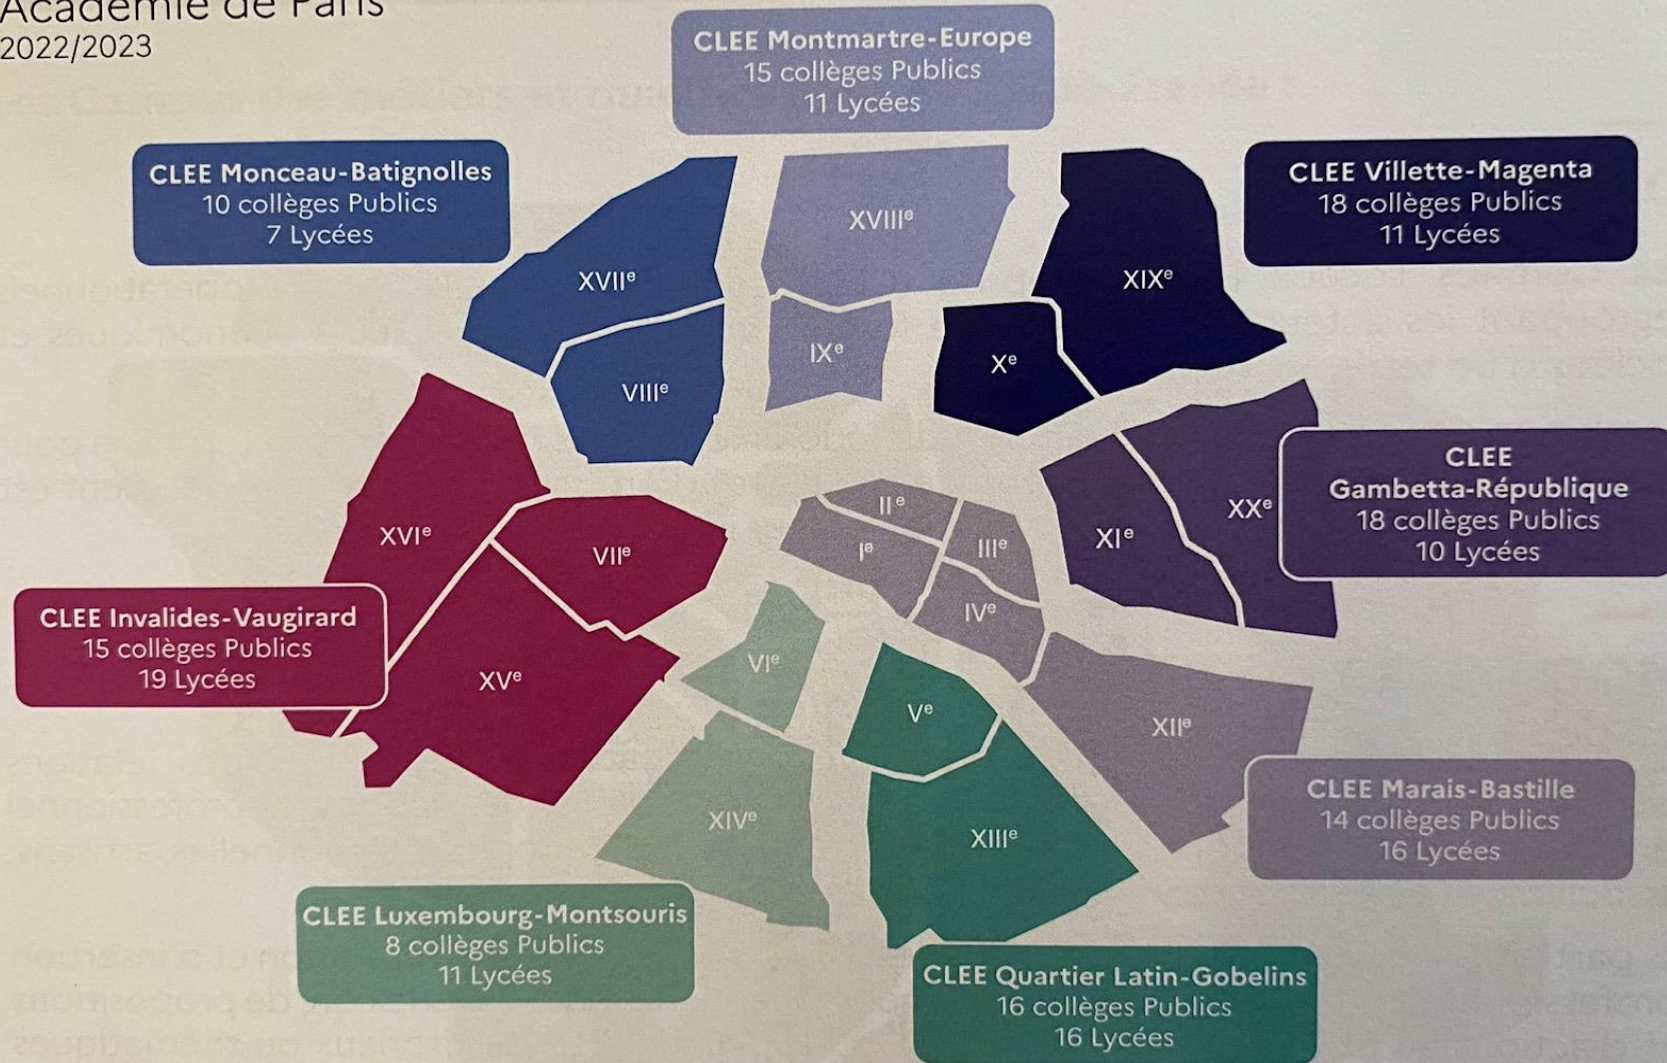 Académie de Paris
2022/2023
CLEE Montmartre-Europe
15 collèges Publics
11 Lycées
CLEE Monceau-Batignolles
10 collèges Publics
7 Lycées
CLEE Villette-Magenta
18 collèges Publics
11 Lycées
XVIIᵉ
XVIIIᵉ
XIXᵉ
VIIIᵉ
IXᵉ
Xᵉ
CLEE
Gambetta-République
18 collèges Publics
10 Lycées
XVIᵉ
VIIᵉ
IIᵉ
Iᵉ
IIIᵉ
IVᵉ
XIᵉ
XXᵉ
CLEE Invalides-Vaugirard
15 collèges Publics
19 Lycées
XVᵉ
VIᵉ
Vᵉ
XIIᵉ
XIVᵉ
XIIIᵉ
CLEE Marais-Bastille
14 collèges Publics
16 Lycées
CLEE Luxembourg-Montsouris
8 collèges Publics
11 Lycées
CLEE Quartier Latin-Gobelins
16 collèges Publics
16 Lycées